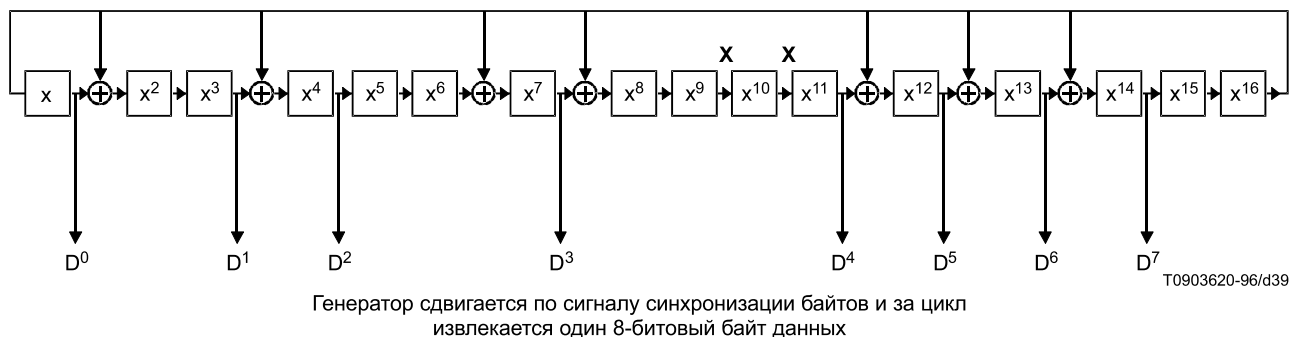 X X
x x² x³ x⁴ x⁵ x⁶ x⁷ x⁸ x⁹ x¹⁰ x¹¹ x¹² x¹³ x¹⁴ x¹⁵ x¹⁶
D⁰ D¹ D² D³ D⁴ D⁵ D⁶ D⁷
T0903620-96/d39
Генератор сдвигается по сигналу синхронизации байтов и за цикл
извлекается один 8-битовый байт данных